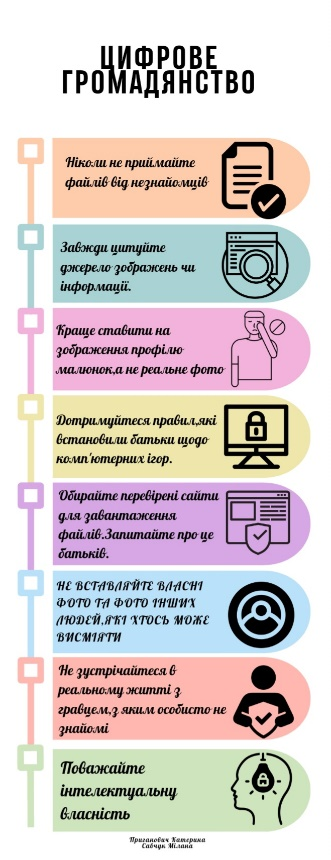 ЦИФРОВЕ
ГРОМАДЯНСТВО
Ніколи не приймайте
файлів від незнайомців
Завжди цитуйте
джерело зображень чи
інформації.
Краще ставити на
зображення профілю
малюнок,а не реальне фото
Дотримуйтеся правил,які
встановили батьки щодо
комп'ютерних ігор.
Обирайте перевірені сайти
для завантаження
файлів.Запитайте про це
батьків.
НЕ ВСТАВЛЯЙТЕ ВЛАСНІ
ФОТО ТА ФОТО ІНШИХ
ЛЮДЕЙ,ЯКІ ХТОСЬ МОЖЕ
ВИСМІЯТИ
Не зустрічайтеся в
реальному житті з
гравцем,з яким особисто не
знайомі
Поважайте
інтелектуальну
власність
Приганович Катерина
Савчук Мілана